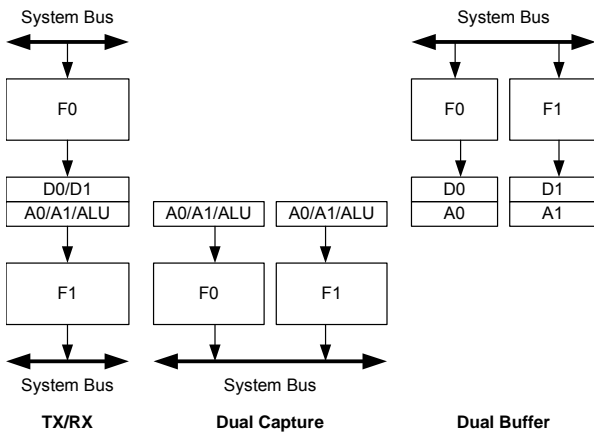 System Bus
System Bus
F0
F0
F1
D0/D1
A0/A1/ALU
D0
A0
D1
A1
A0/A1/ALU
A0/A1/ALU
F1
F0
F1
System Bus
System Bus
TX/RX
Dual Capture
Dual Buffer